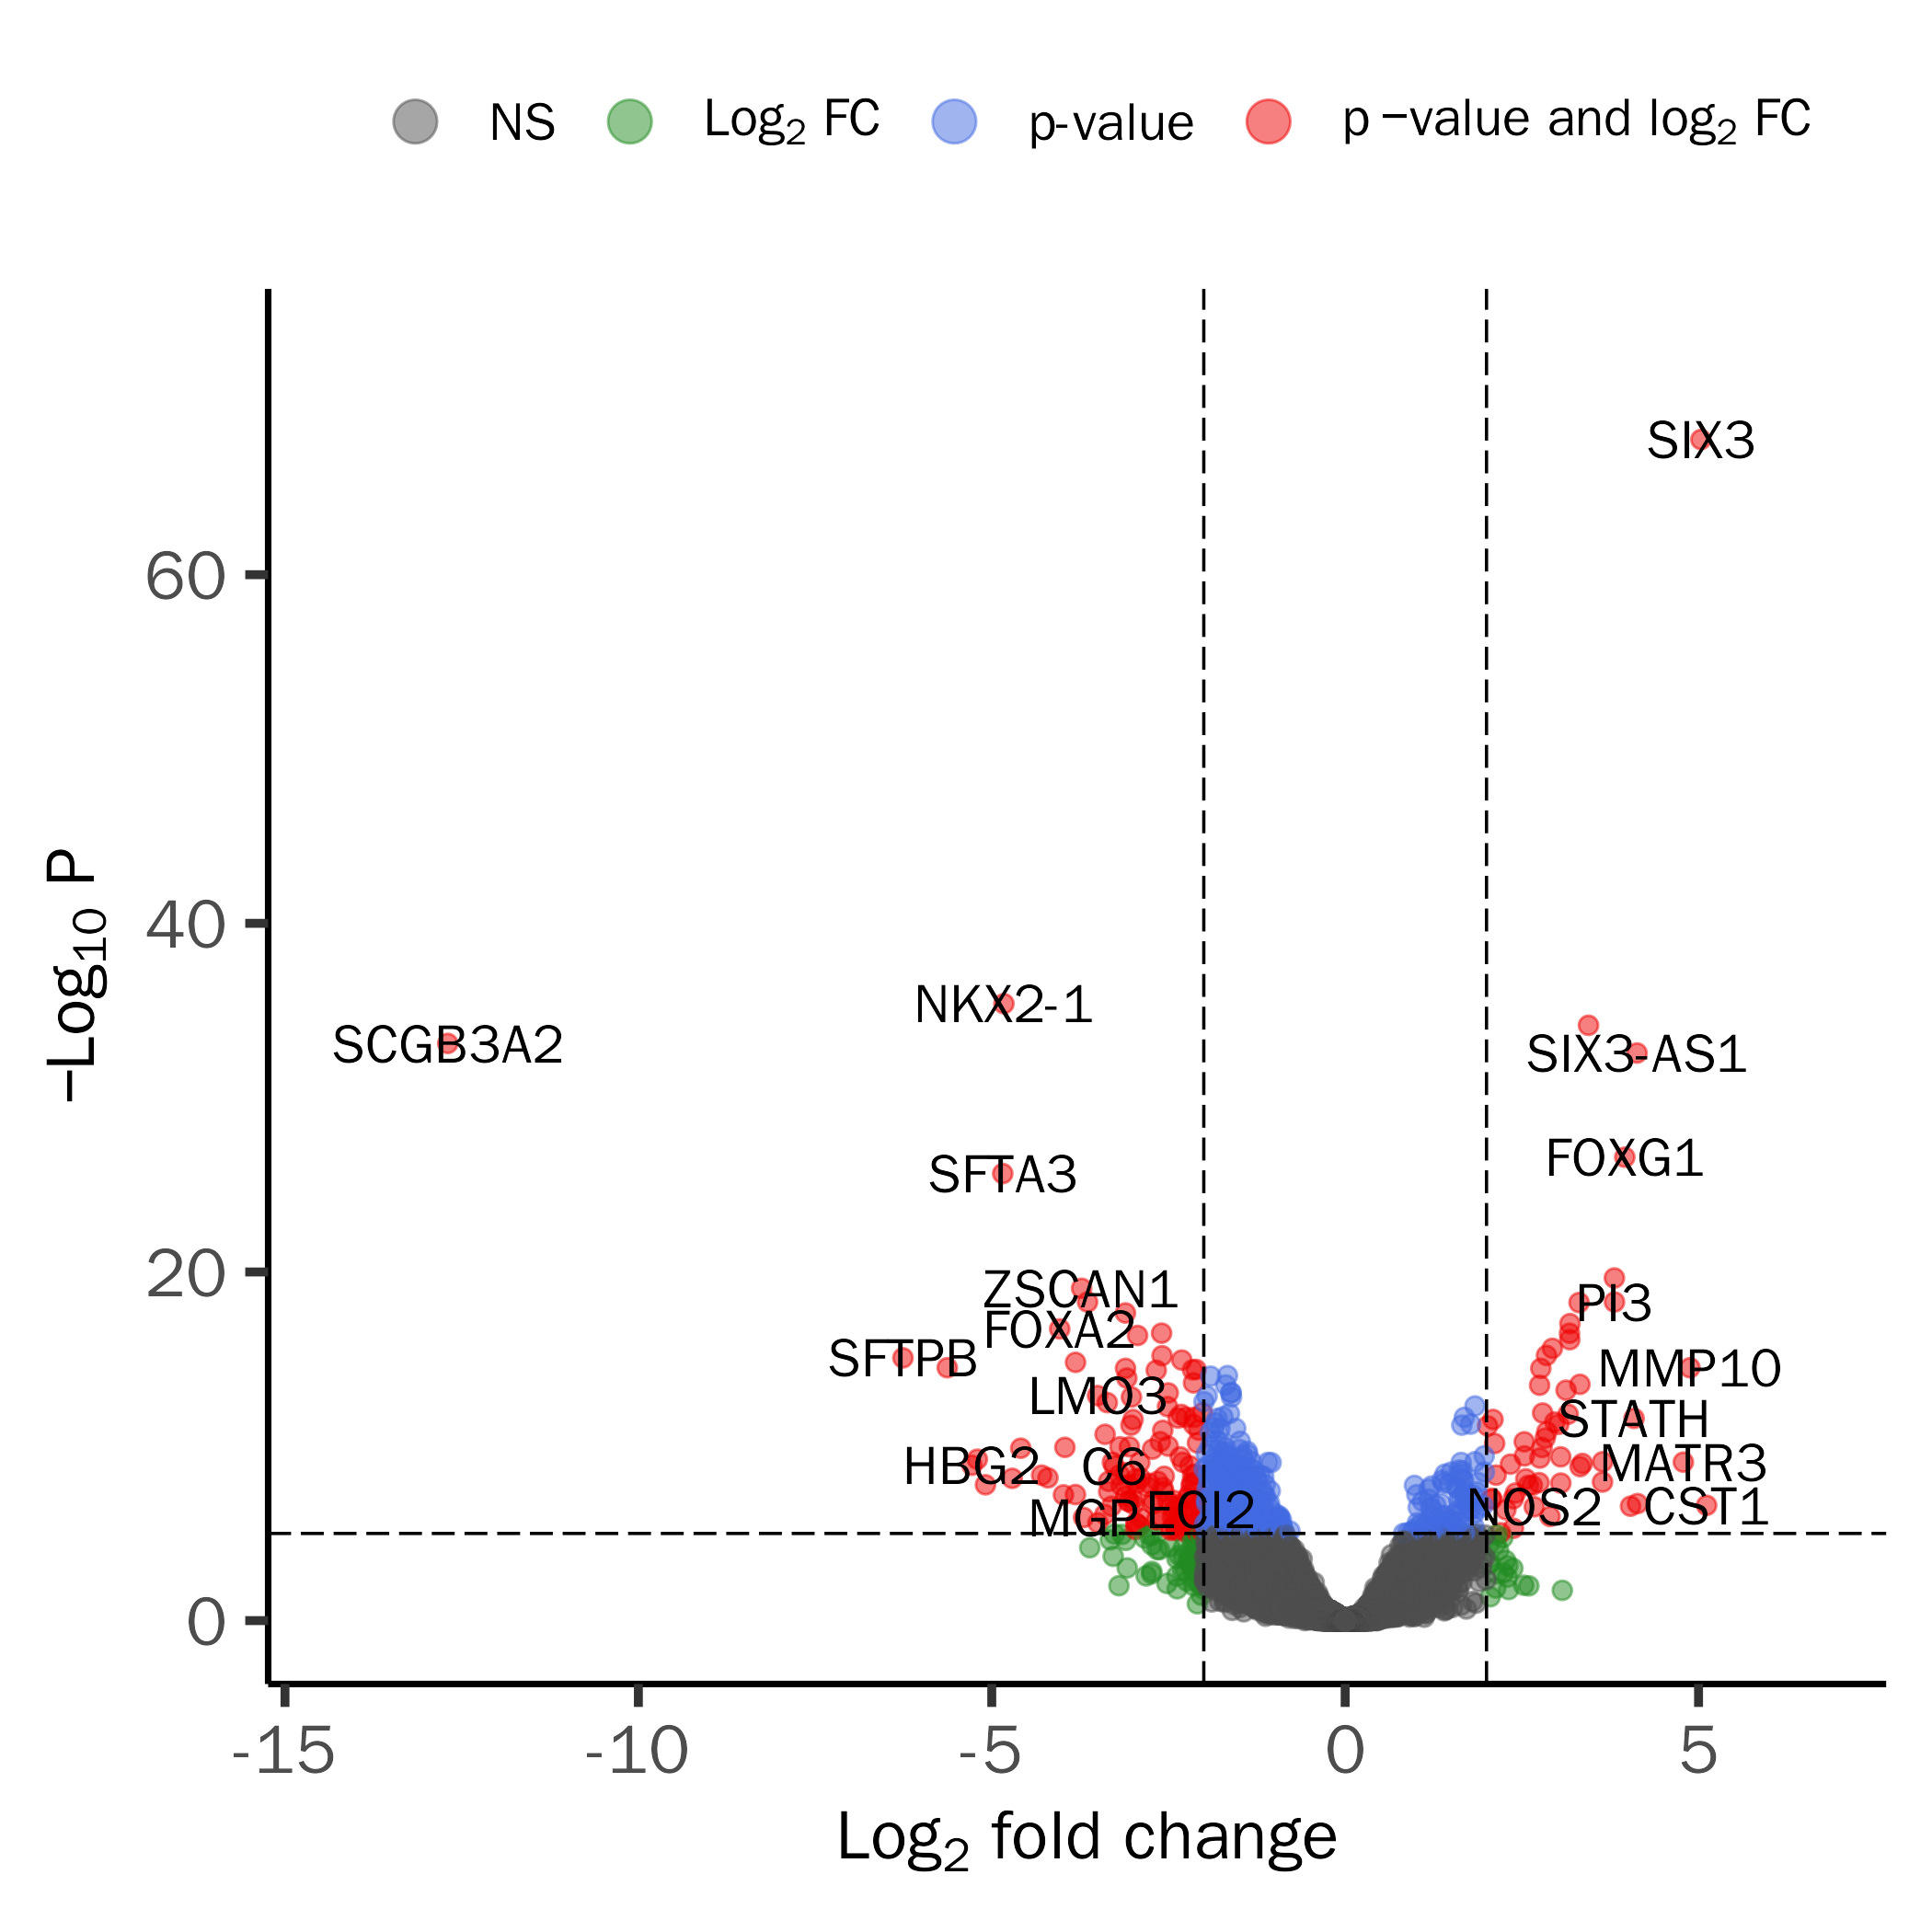 NS Log2 FC p-value p −value and log2 FC
SIX3
60
40
−Log10 P
NKX2-1
SCGB3A2
SIX3-AS1
FOXG1
SFTA3
20
ZSCAN1
PI3
FOXA2
SFTPB
MMP10
LMO3
STATH
HBG2
C6
MATR3
MGP
ECI2
NOS2
CST1
0
-15 -10 -5 0 5
Log2 fold change